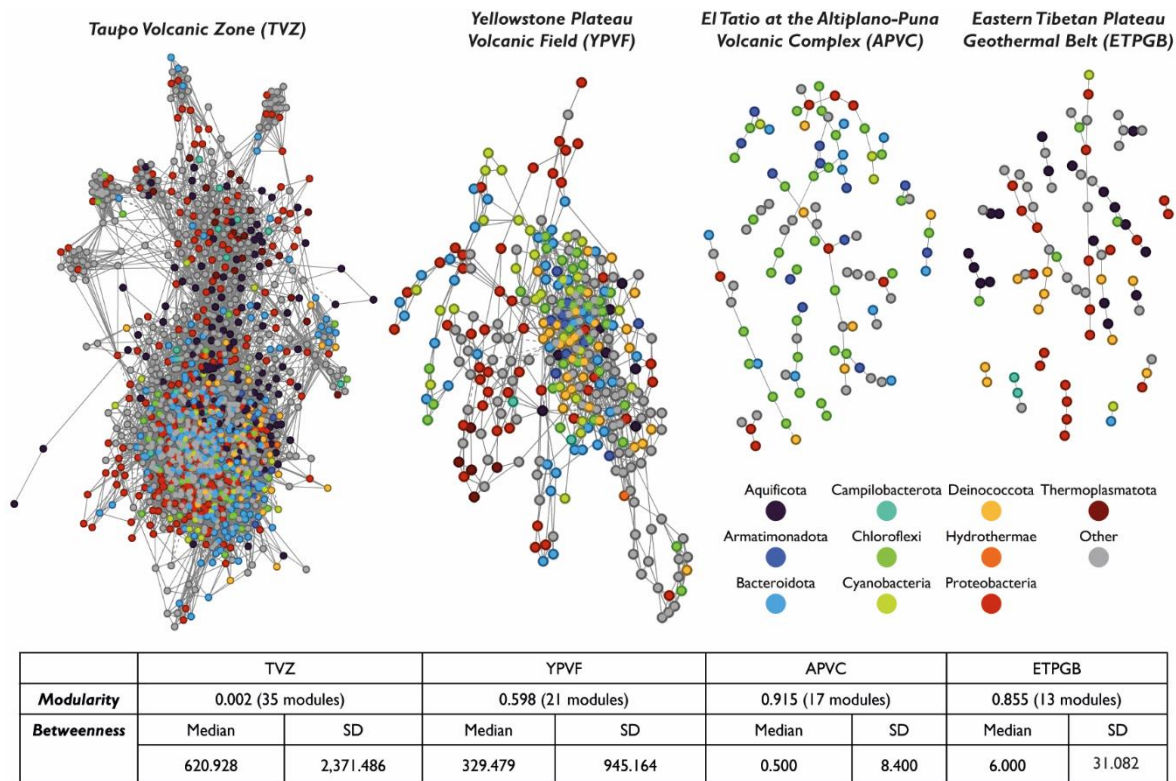 Taupo Volcanic Zone (TVZ)
Yellowstone Plateau
Volcanic Field (YPVF)
El Tatio at the Altiplano-Puna
Volcanic Complex (APVC)
Eastern Tibetan Plateau
Geothermal Belt (ETPGB)
Aquificota Campilobacterota Deinococcota Thermoplasmatota
Armatimonadota Chloroflexi Hydrothermae Other
Bacteroidota Cyanobacteria Proteobacteria
TVZ YPVF APVC ETPGB
Modularity 0.002 (35 modules) 0.598 (21 modules) 0.915 (17 modules) 0.855 (13 modules)
Betweenness Median SD Median SD Median SD Median SD
620.928 2,371.486 329.479 945.164 0.500 8.400 6.000 31.082